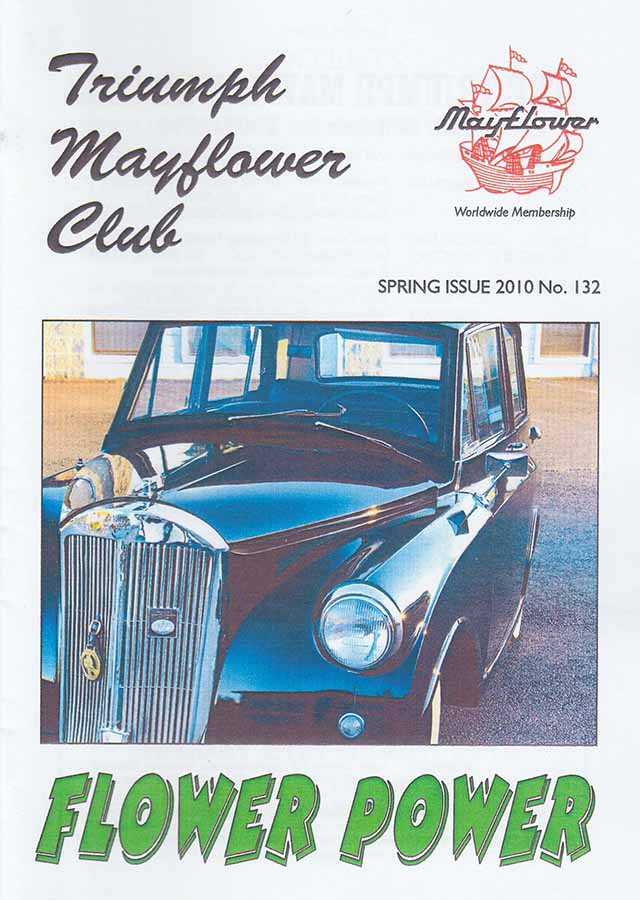 Triumph
Mayflower
Club
Mayflower
Worldwide Membership
SPRING ISSUE 2010 No. 132
FLOWER POWER